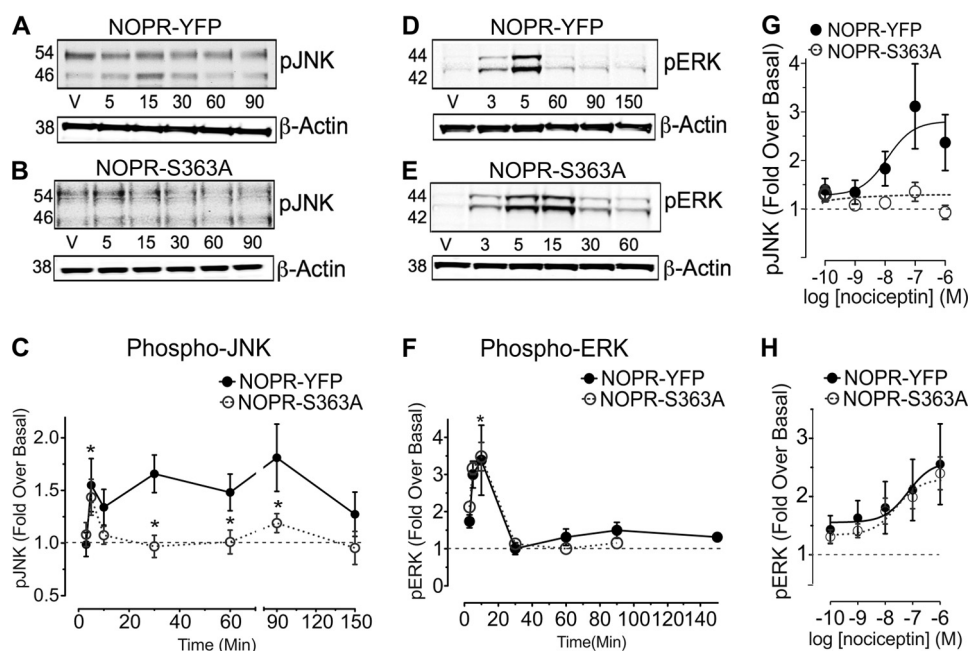 A NOPR-YFP
54
46
pJNK
V 5 15 30 60 90
38
β-Actin
B NOPR-S363A
54
46
pJNK
V 5 15 30 60 90
38
β-Actin
D NOPR-YFP
44
42
pERK
V 3 5 60 90 150
β-Actin
E NOPR-S363A
44
42
pERK
V 3 5 15 30 60
38
β-Actin
G
NOPR-YFP
NOPR-S363A
pJNK (Fold Over Basal)
4
3
2
1
-10 -9 -8 -7 -6
log [nociceptin] (M)
C Phospho-JNK
NOPR-YFP
NOPR-S363A
pJNK (Fold Over Basal)
2.0
1.5
1.0
0.5
*
* * *
0 20 40 60 80 90 120 150
Time (Min)
F Phospho-ERK
NOPR-YFP
NOPR-S363A
pERK (Fold Over Basal)
5
4
3
2
1
0
*
0 20 40 60 80 100 120 140
Time(Min)
H
NOPR-YFP
NOPR-S363A
pERK (Fold Over Basal)
4
3
2
1
-10 -9 -8 -7 -6
log [nociceptin] (M)